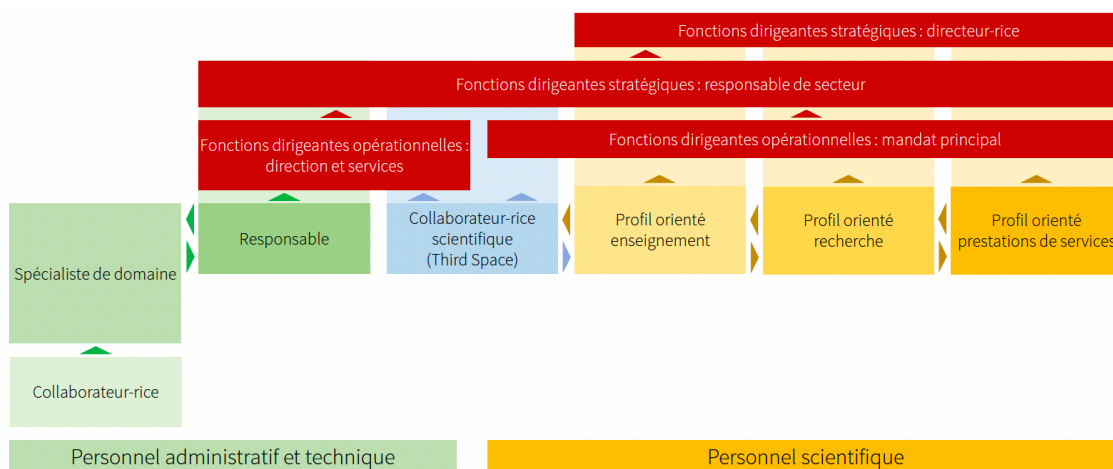 Fonctions dirigeantes stratégiques : directeur-rice
Fonctions dirigeantes stratégiques : responsable de secteur
Fonctions dirigeantes opérationnelles :
direction et services
Fonctions dirigeantes opérationnelles : mandat principal
Spécialiste de domaine
Responsable
Collaborateur-rice
scientifique
(Third Space)
Profil orienté
enseignement
Profil orienté
recherche
Profil orienté
prestations de services
Collaborateur-rice
Personnel administratif et technique
Personnel scientifique